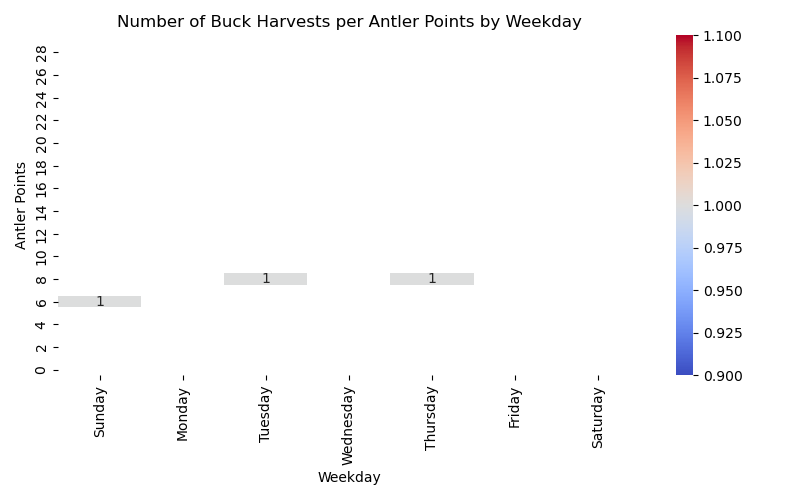 Number of Buck Harvests per Antler Points by Weekday
Antler Points
28
26
24
22
20
18
16
14
12
10
8
6
4
2
0
1
1
1
Sunday
Monday
Tuesday
Wednesday
Thursday
Friday
Saturday
Weekday
1.100
1.075
1.050
1.025
1.000
0.975
0.950
0.925
0.900